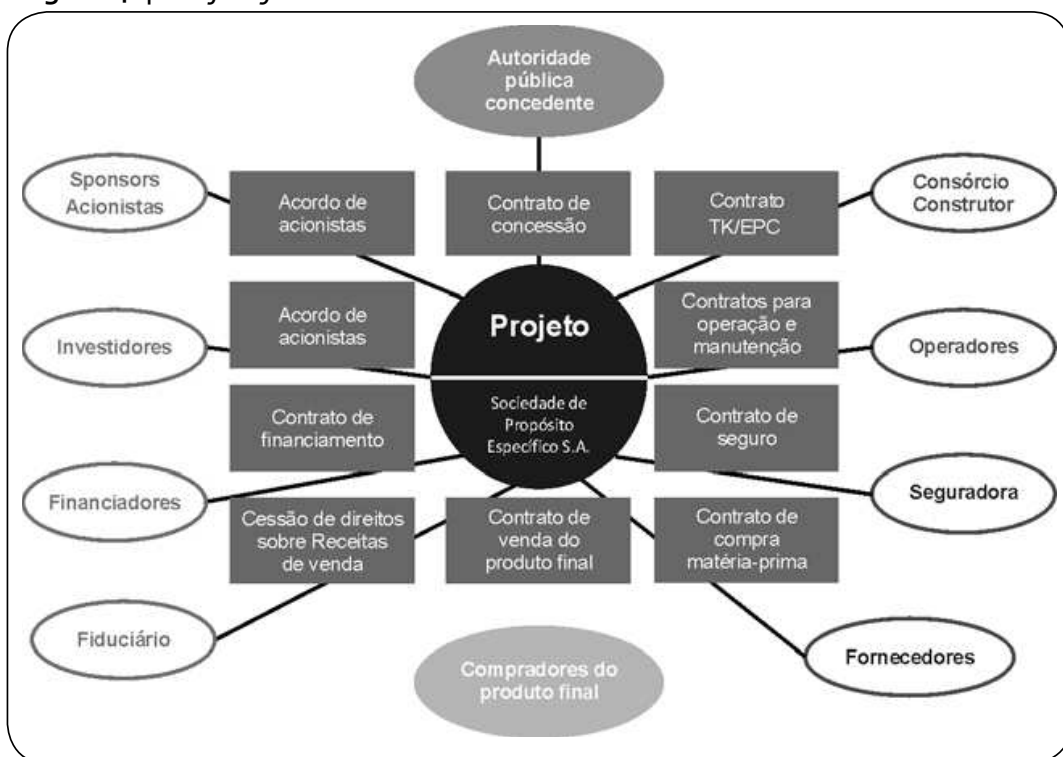 Autoridade
pública
concedente
Sponsors
Acionistas
Acordo de
acionistas
Contrato de
concessão
Contrato
TK/EPC
Consórcio
Construtor
Investidores
Acordo de
acionistas
Projeto
Contratos para
operação e
manutenção
Operadores
Contrato de
financiamento
Sociedade de
Propósito
Específico S.A.
Contrato de
seguro
Financiadores
Seguradora
Cessão de direitos
sobre Receitas
de venda
Contrato de
venda do
produto final
Contrato de
compra
matéria-prima
Fiduciário
Compradores do
produto final
Fornecedores